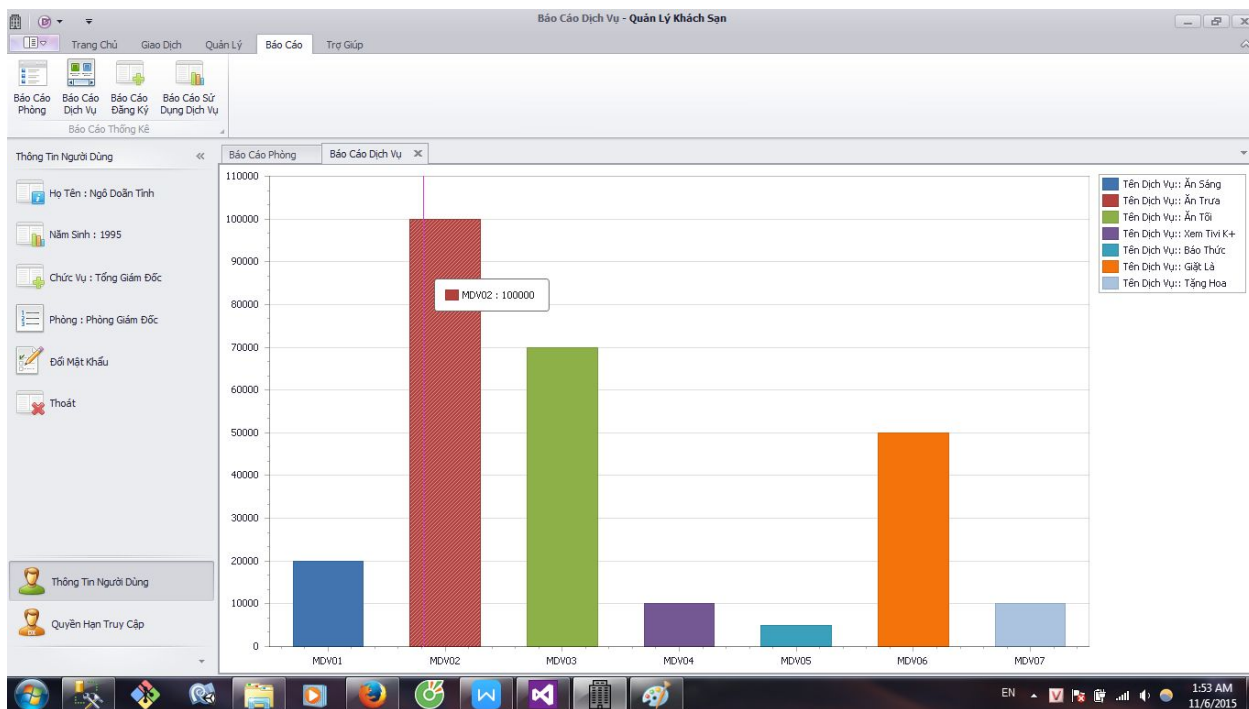 Báo Cáo Dịch Vụ - Quản Lý Khách Sạn
Trang Chủ Giao Dịch Quản Lý Báo Cáo Trợ Giúp
Báo Cáo Phòng
Báo Cáo Dịch Vụ
Báo Cáo Đăng Ký
Báo Cáo Sử Dụng Dịch Vụ
Báo Cáo Thống Kê
Thông Tin Người Dùng
Họ Tên : Ngô Doãn Tình
Năm Sinh : 1995
Chức Vụ : Tổng Giám Đốc
Phòng : Phòng Giám Đốc
Đổi Mật Khẩu
Thoát
Thông Tin Người Dùng
Quyền Hạn Truy Cập
Báo Cáo Phòng Báo Cáo Dịch Vụ
110000
100000
90000
80000
70000
60000
50000
40000
30000
20000
10000
0
MDV02 : 100000
MDV01 MDV02 MDV03 MDV04 MDV05 MDV06 MDV07
Tên Dịch Vụ:: Ăn Sáng
Tên Dịch Vụ:: Ăn Trưa
Tên Dịch Vụ:: Ăn Tối
Tên Dịch Vụ:: Xem Tivi K+
Tên Dịch Vụ:: Báo Thức
Tên Dịch Vụ:: Giặt Là
Tên Dịch Vụ:: Tặng Hoa
EN
1:53 AM
11/6/2015